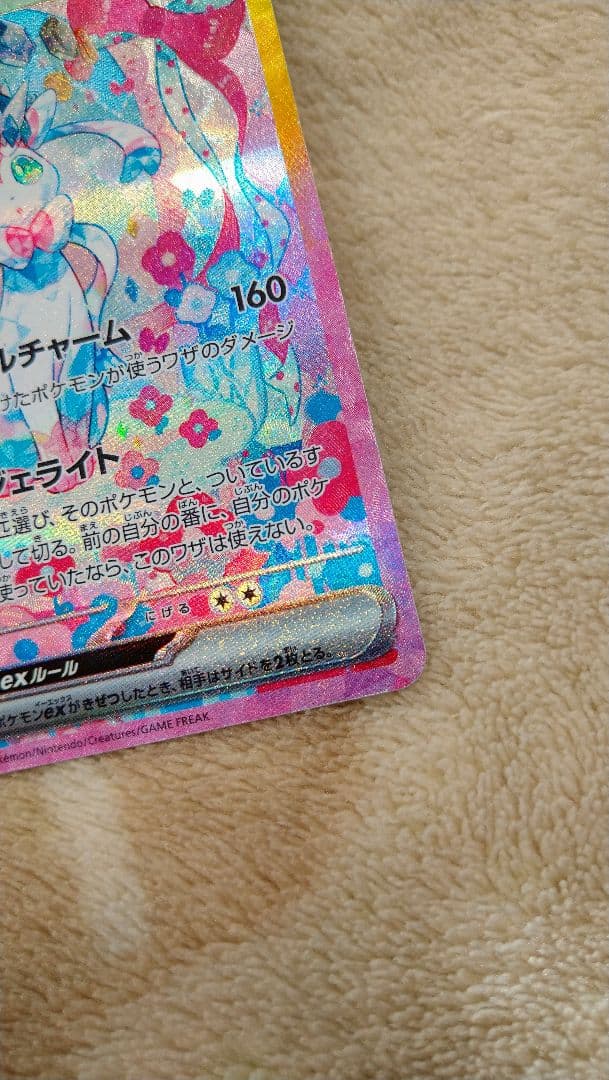 160
ルチャーム
けたポケモンが使うワザのダメージ
ジェライト
匹選び、そのポケモンと、ついているす
して切る。前の自分の番に、自分のポケ
使っていたなら、このワザは使えない。
にげる
exルール
ポケモンexがきぜつしたとき、相手はサイドを2枚とる。
okémon/Nintendo/Creatures/GAME FREAK